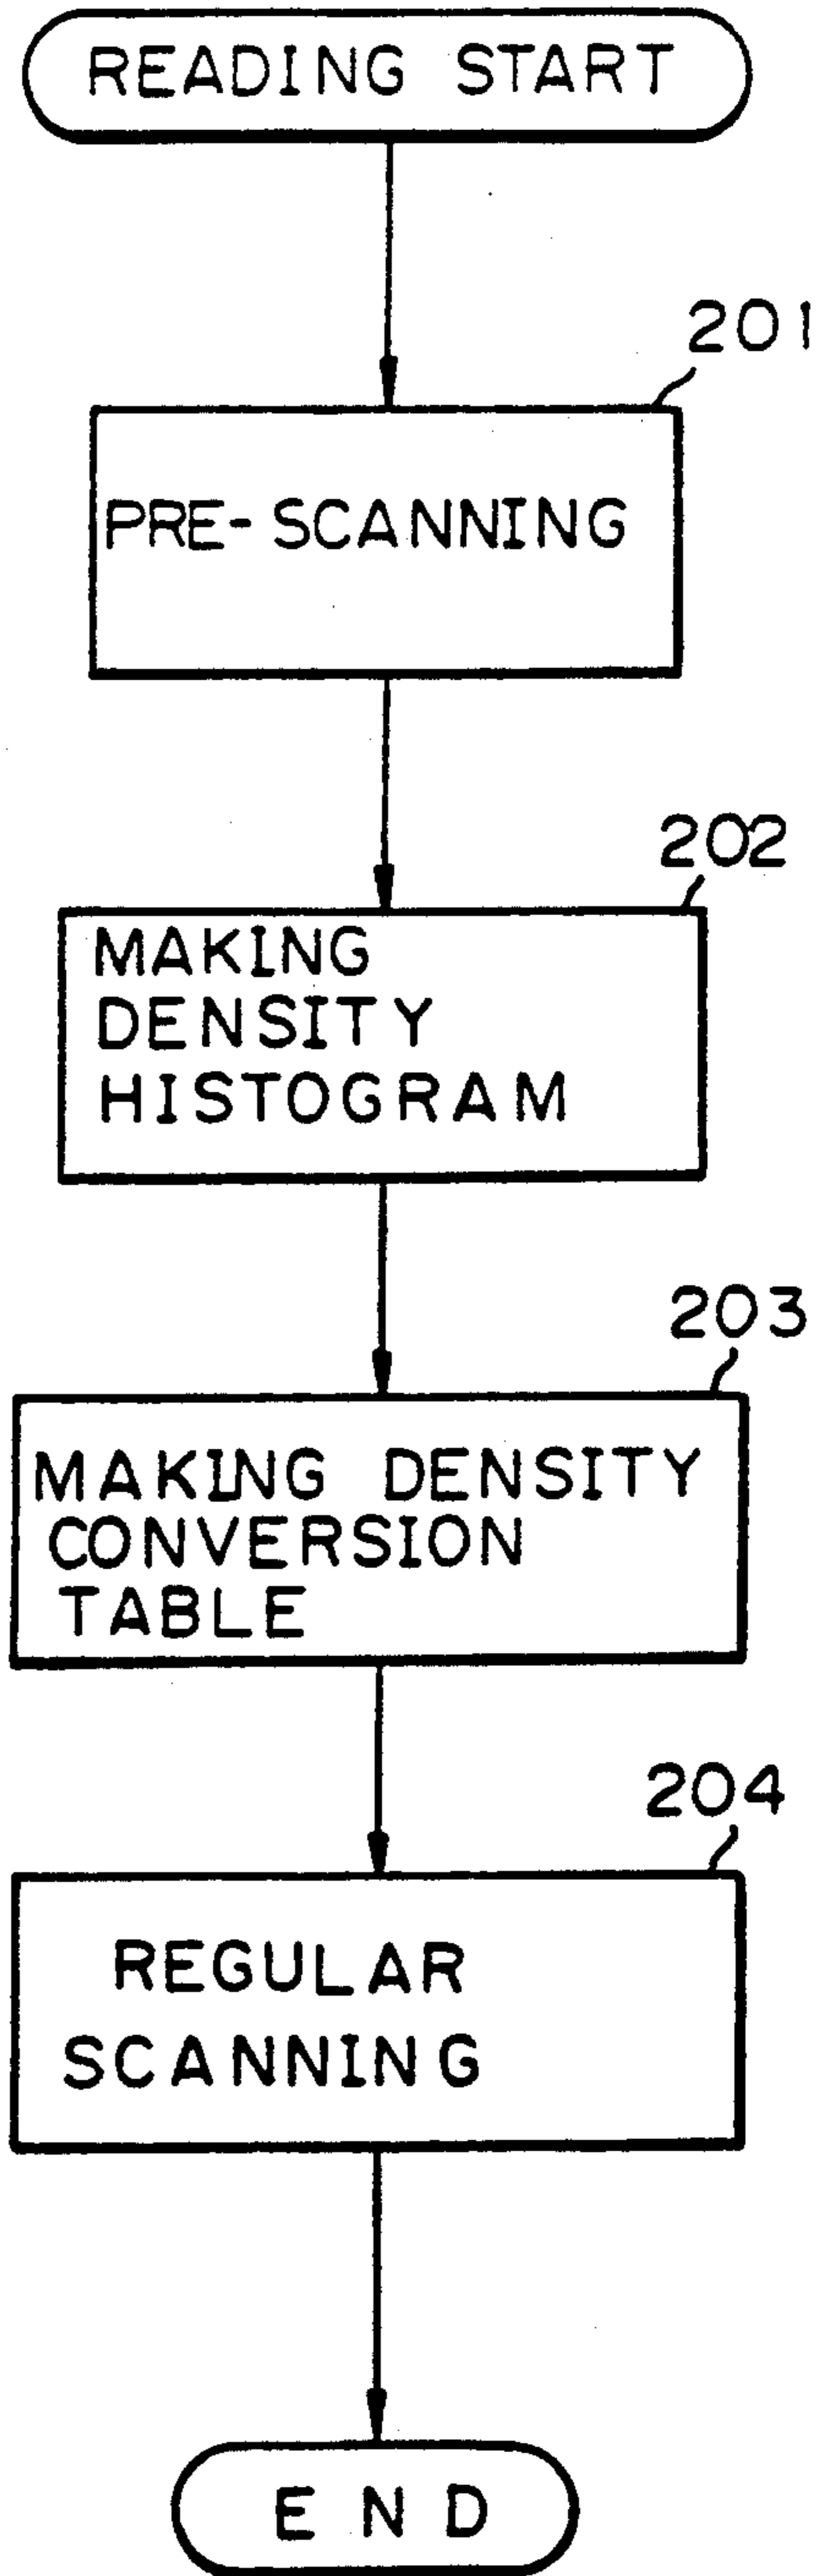 READING START
201
PRE-SCANNING
202
MAKING
DENSITY
HISTOGRAM
203
MAKING DENSITY
CONVERSION
TABLE
204
REGULAR
SCANNING
END